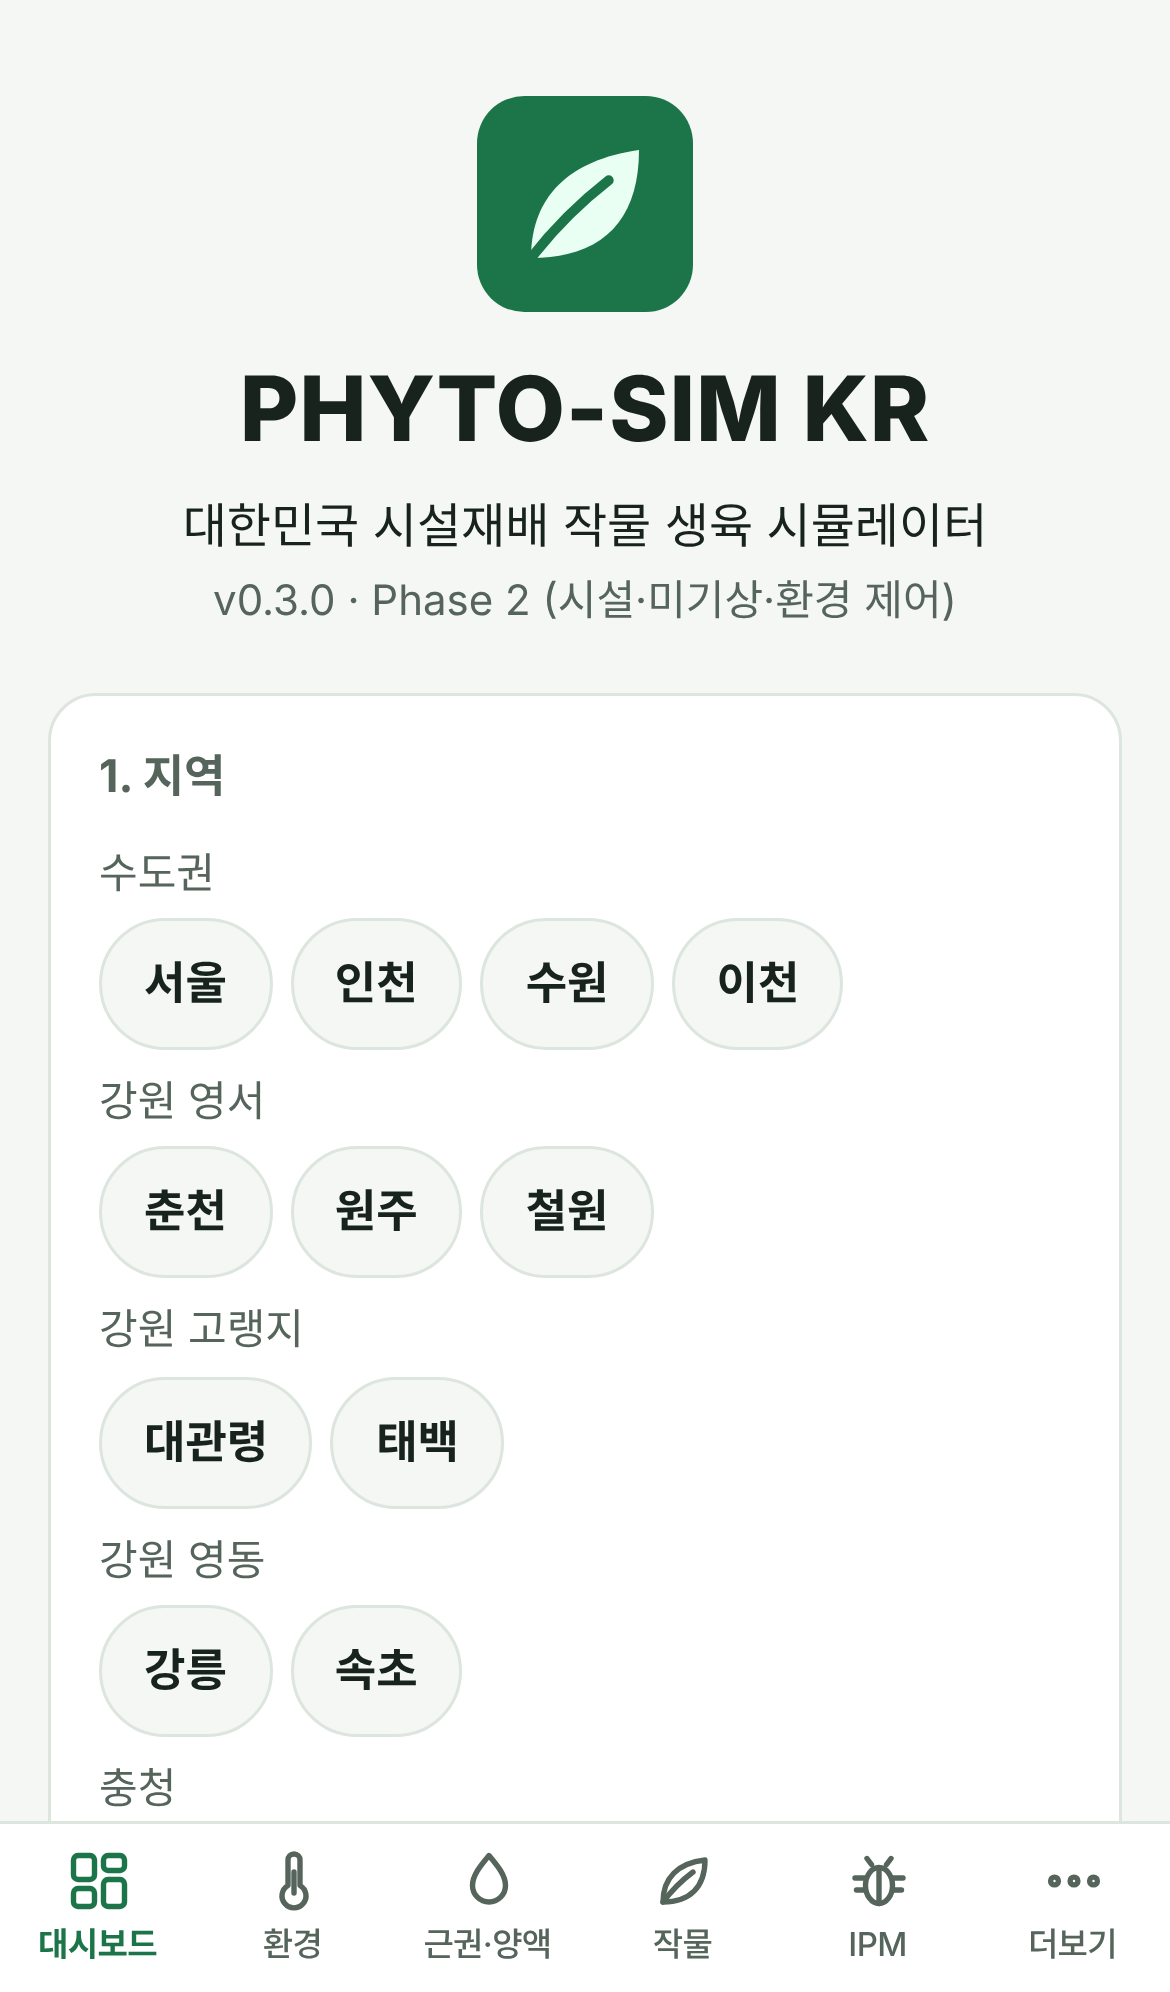 PHYTO-SIM KR
대한민국 시설재배 작물 생육 시뮬레이터
v0.3.0 · Phase 2 (시설·미기상·환경 제어)
1. 지역
수도권
서울 인천 수원 이천
강원 영서
춘천 원주 철원
강원 고랭지
대관령 태백
강원 영동
강릉 속초
충청
대시보드 환경 근권·양액 작물 IPM 더보기